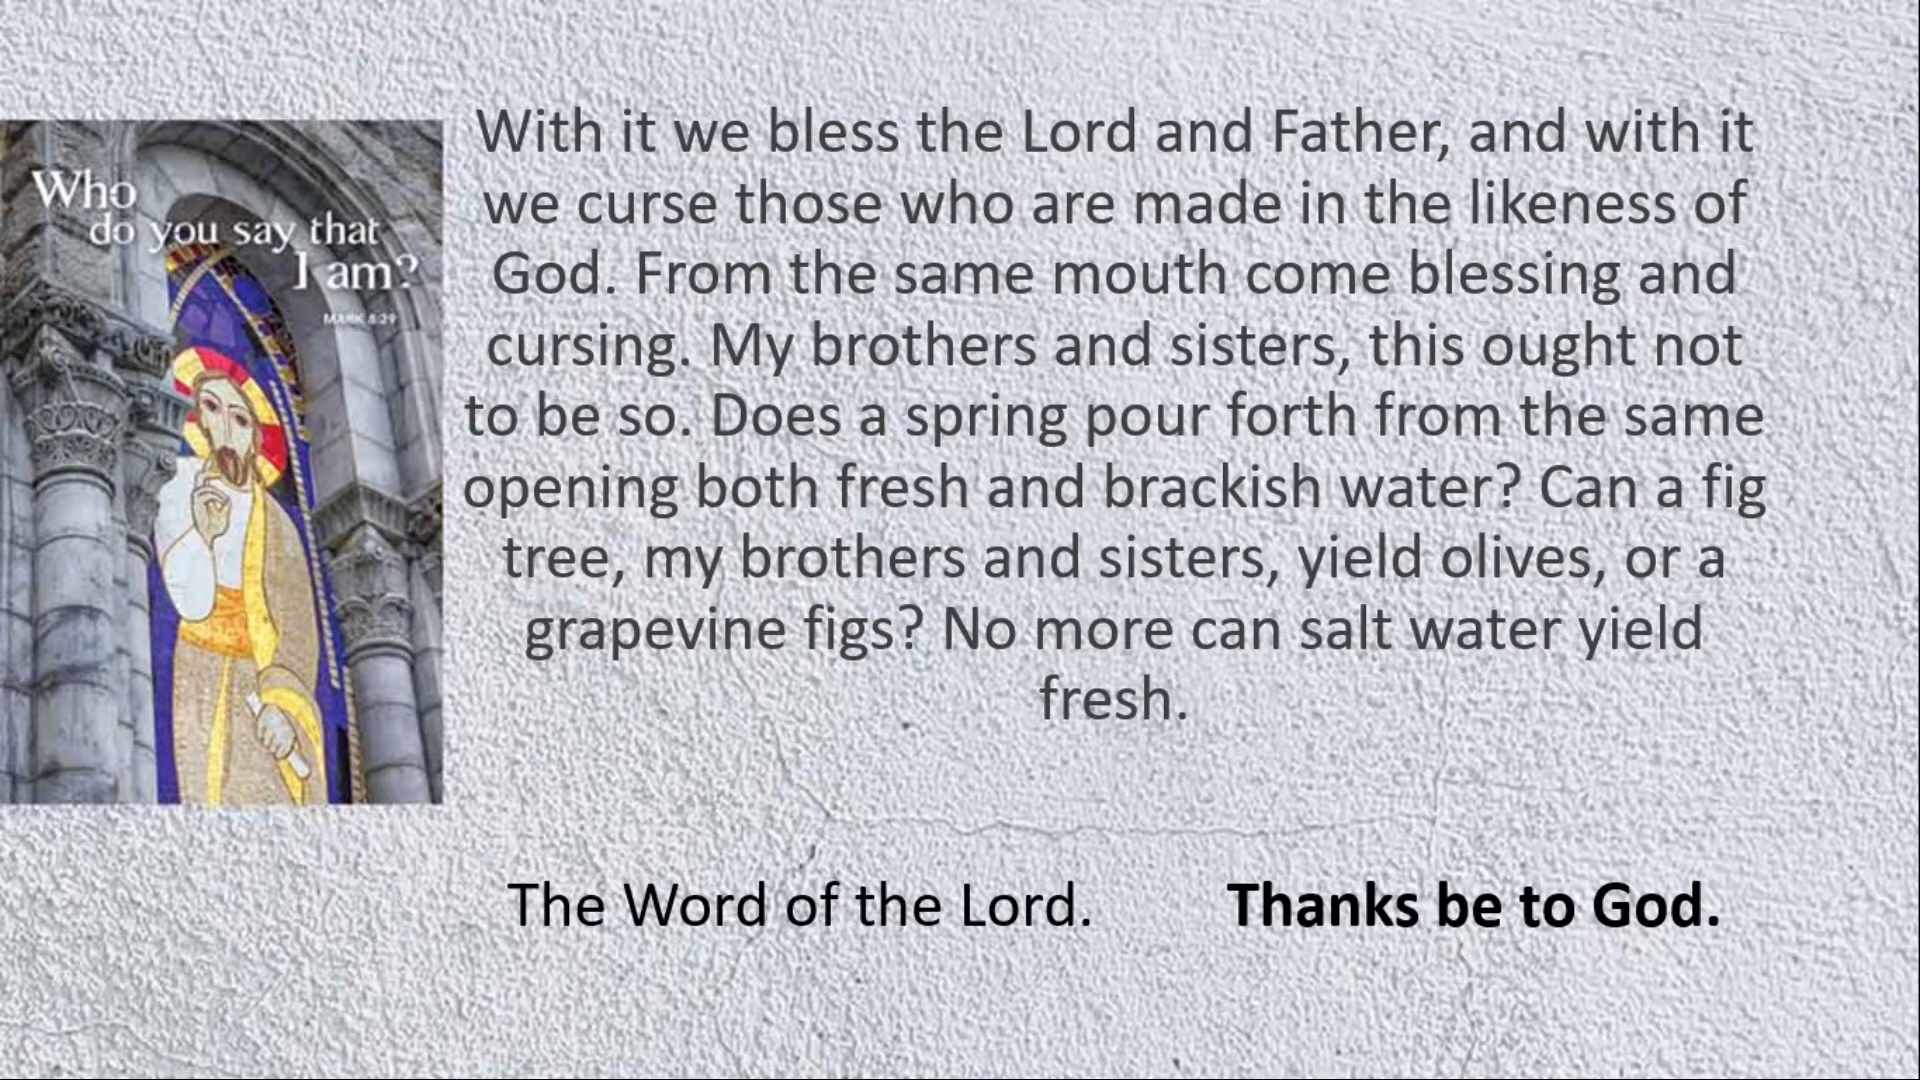 Who
do you say that
I am?
MARK 8:29
With it we bless the Lord and Father, and with it
we curse those who are made in the likeness of
God. From the same mouth come blessing and
cursing. My brothers and sisters, this ought not
to be so. Does a spring pour forth from the same
opening both fresh and brackish water? Can a fig
tree, my brothers and sisters, yield olives, or a
grapevine figs? No more can salt water yield
fresh.
The Word of the Lord. Thanks be to God.